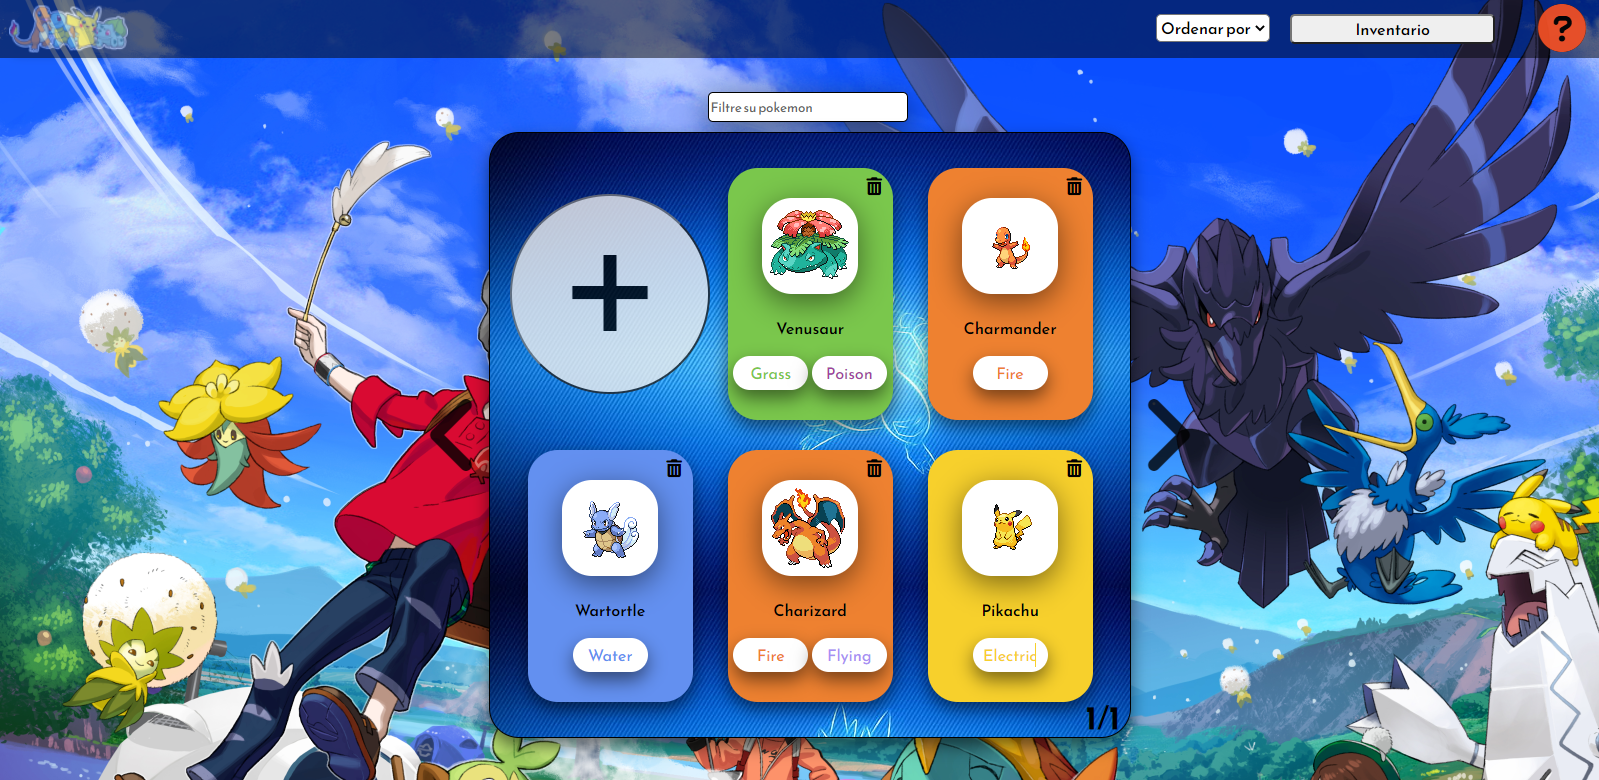 Ordenar por
Inventario
?
Filtre su pokemon
+
Venusaur
Grass
Poison
Charmander
Fire
Wartortle
Water
Charizard
Fire
Flying
Pikachu
Electric
1/1